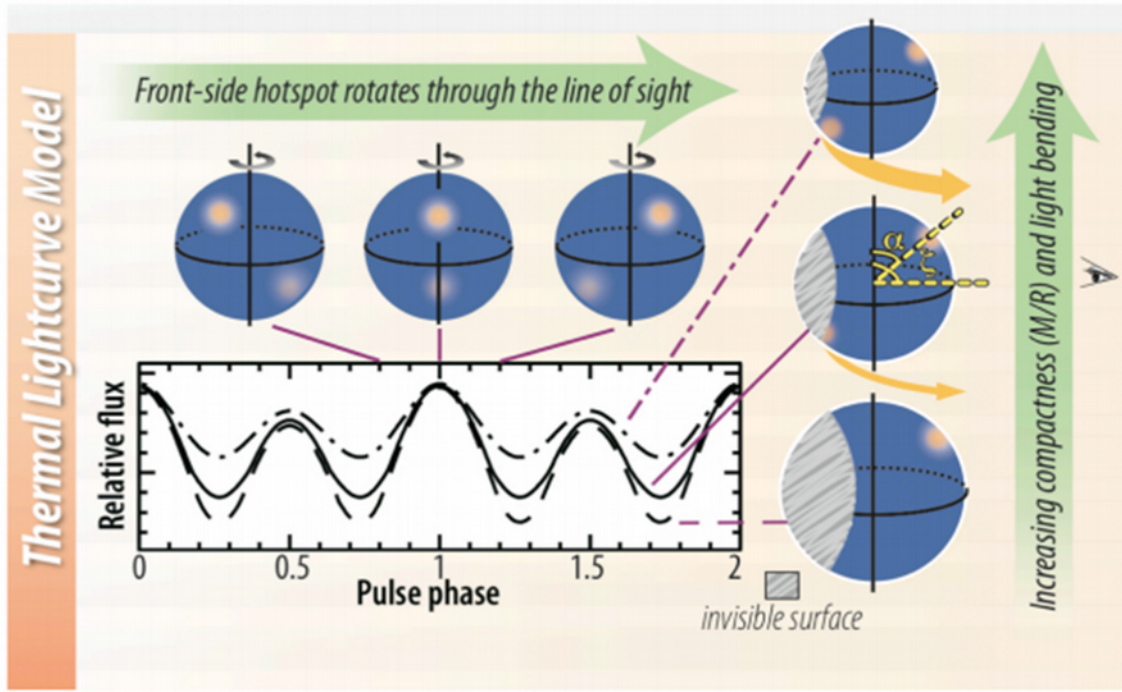 Thermal Lightcurve Model
Front-side hotspot rotates through the line of sight
α
ξ
Increasing compactness (M/R) and light bending
Relative flux
0 0.5 1 1.5 2
Pulse phase
invisible surface